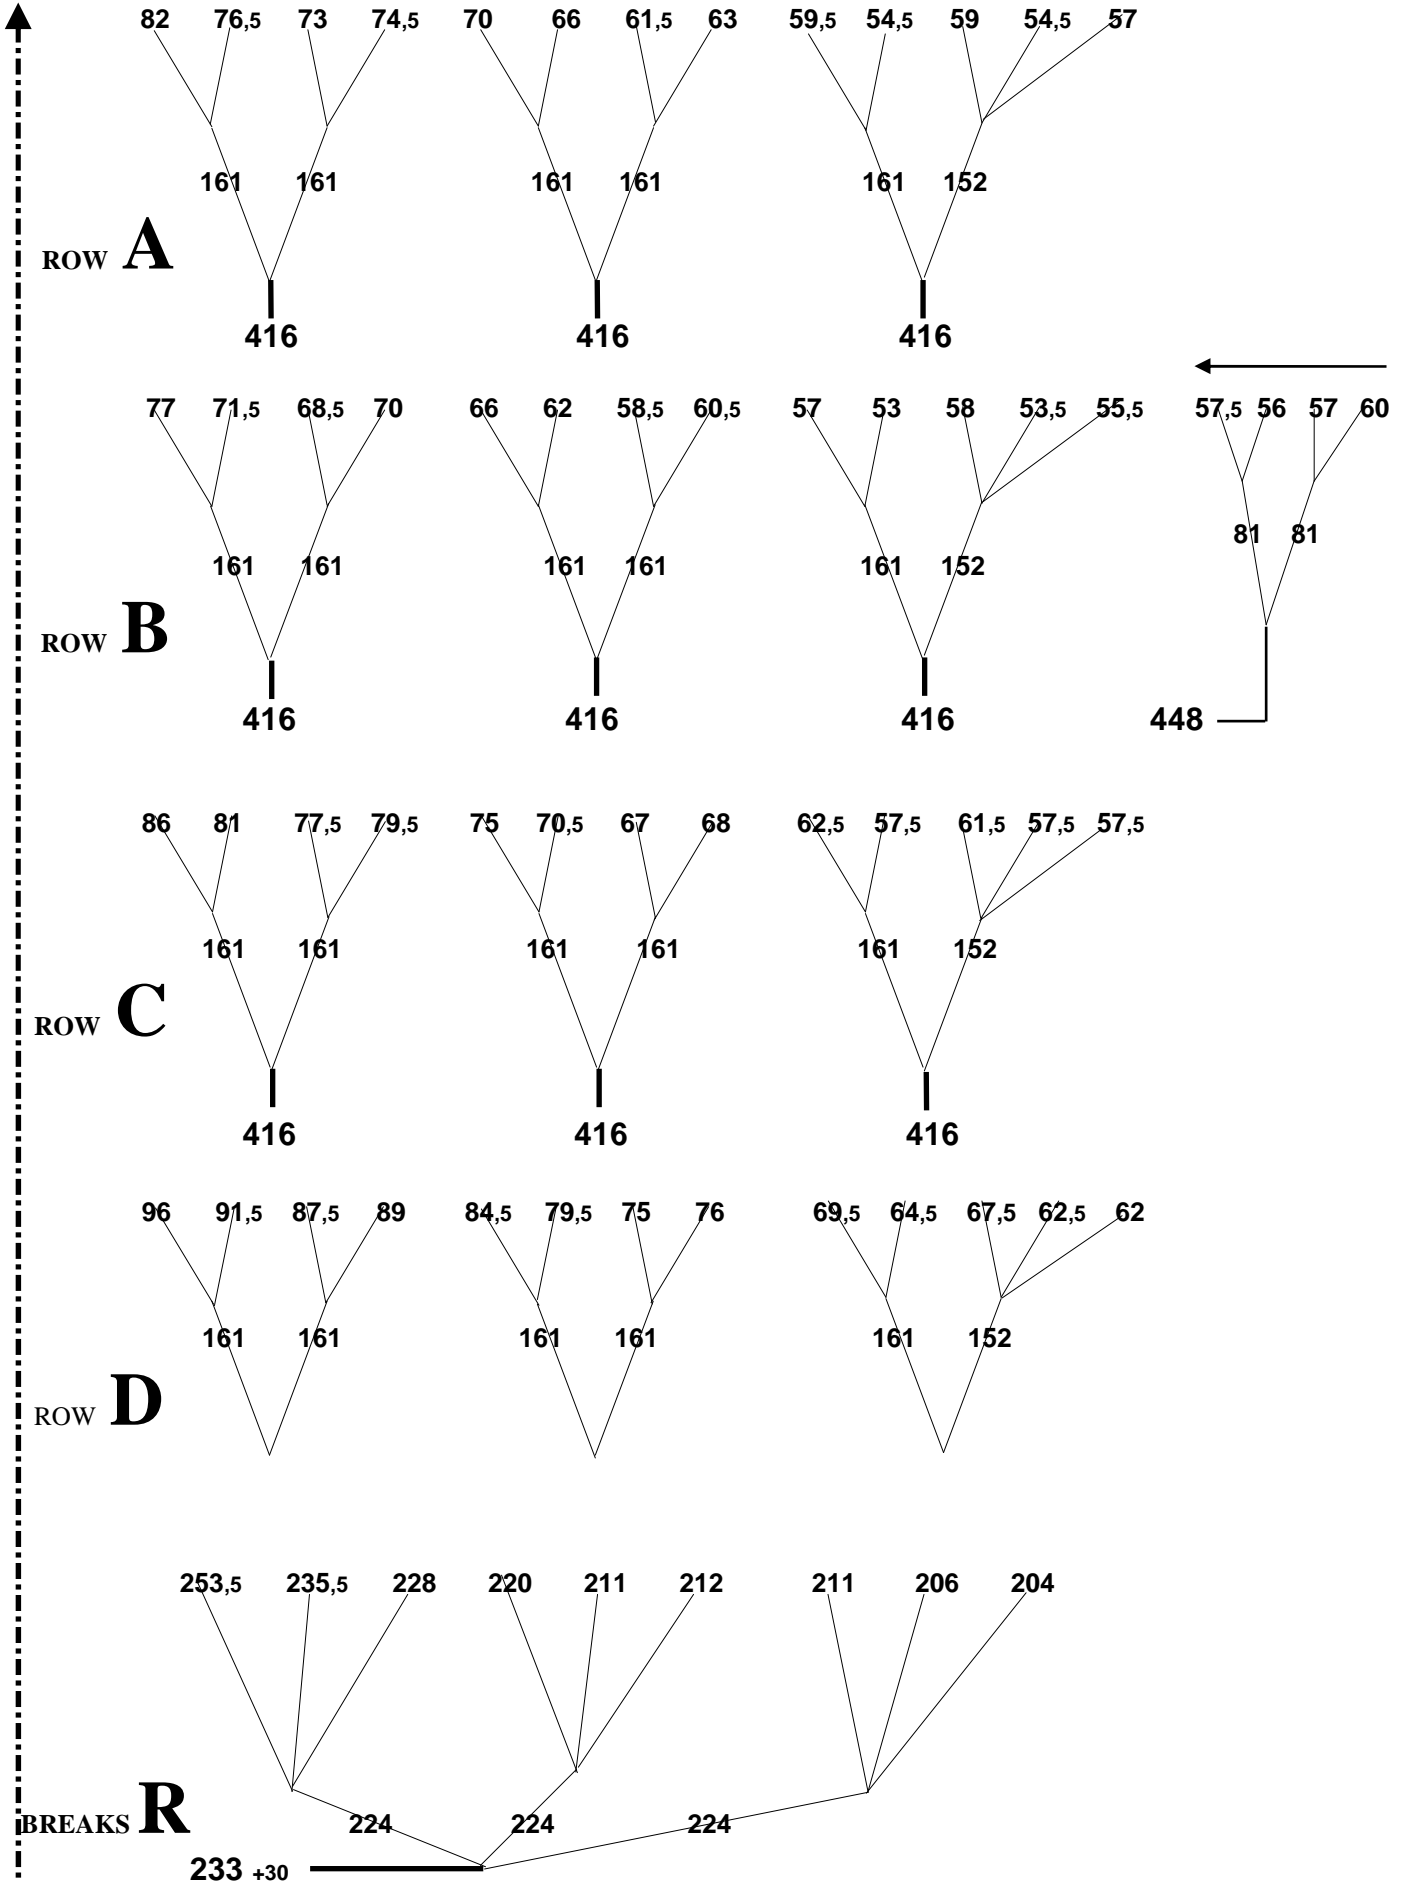 82 76,5 73 74,5 70 66 61,5 63 59,5 54,5 59 54,5 57
161 161 161 161 161 152
ROW A
416 416 416
77 71,5 68,5 70 66 62 58,5 60,5 57 53 58 53,5 55,5 57,5 56 57 60
81 81
161 161 161 161 161 152
ROW B
416 416 416 448
86 81 77,5 79,5 75 70,5 67 68 62,5 57,5 61,5 57,5 57,5
161 161 161 161 161 152
ROW C
416 416 416
96 91,5 87,5 89 84,5 79,5 75 76 69,5 64,5 67,5 62,5 62
161 161 161 161 161 152
ROW D
253,5 235,5 228 220 211 212 211 206 204
BREAKS R
224 224 224
233 +30